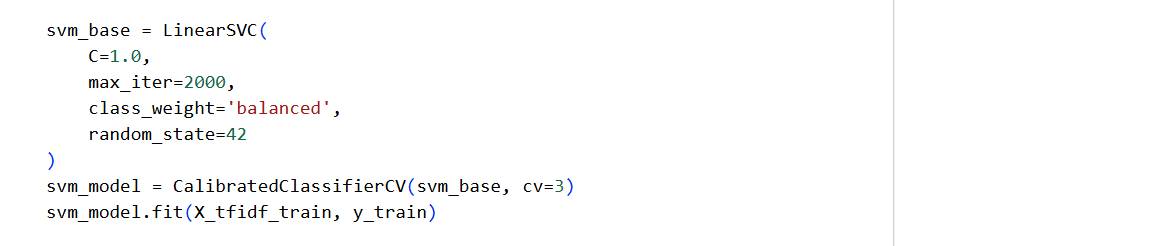 svm_base = LinearSVC(
    C=1.0,
    max_iter=2000,
    class_weight='balanced',
    random_state=42
)
svm_model = CalibratedClassifierCV(svm_base, cv=3)
svm_model.fit(X_tfidf_train, y_train)